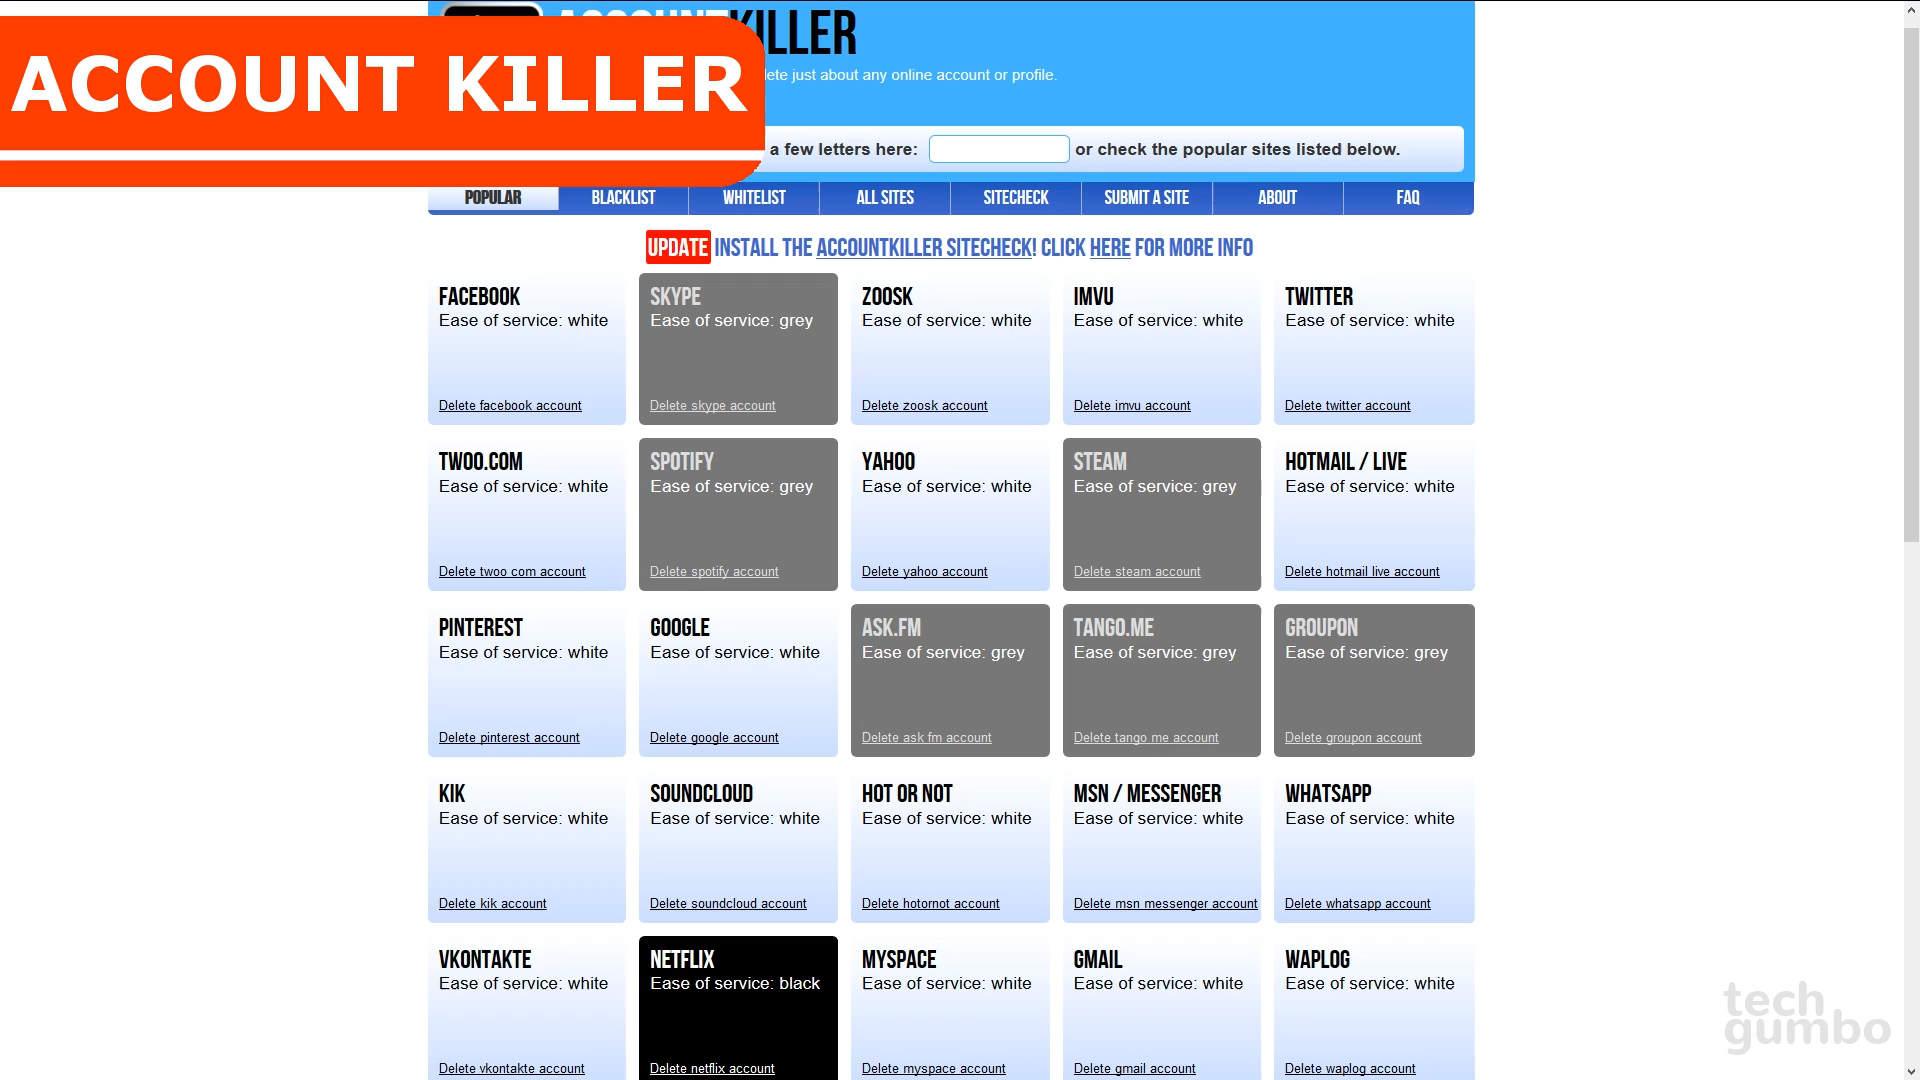 KILLER
ACCOUNT KILLER
ete just about any online account or profile.
a few letters here: or check the popular sites listed below.
POPULAR BLACKLIST WHITELIST ALL SITES SITECHECK SUBMIT A SITE ABOUT FAQ
UPDATE INSTALL THE ACCOUNTKILLER SITECHECK! CLICK HERE FOR MORE INFO
FACEBOOK SKYPE ZOOSK IMVU TWITTER
Ease of service: white Ease of service: grey Ease of service: white Ease of service: white Ease of service: white
Delete facebook account Delete skype account Delete zoosk account Delete imvu account Delete twitter account
TWOO.COM SPOTIFY YAHOO STEAM HOTMAIL / LIVE
Ease of service: white Ease of service: grey Ease of service: white Ease of service: grey Ease of service: white
Delete twoo com account Delete spotify account Delete yahoo account Delete steam account Delete hotmail live account
PINTEREST GOOGLE ASK.FM TANGO.ME GROUPON
Ease of service: white Ease of service: white Ease of service: grey Ease of service: grey Ease of service: grey
Delete pinterest account Delete google account Delete ask fm account Delete tango me account Delete groupon account
KIK SOUNDCLOUD HOT OR NOT MSN / MESSENGER WHATSAPP
Ease of service: white Ease of service: white Ease of service: white Ease of service: white Ease of service: white
Delete kik account Delete soundcloud account Delete hotornot account Delete msn messenger account Delete whatsapp account
VKONTAKTE NETFLIX MYSPACE GMAIL WAPLOG
Ease of service: white Ease of service: black Ease of service: white Ease of service: white Ease of service: white
Delete vkontakte account Delete netflix account Delete myspace account Delete gmail account Delete waplog account
tech
gumbo